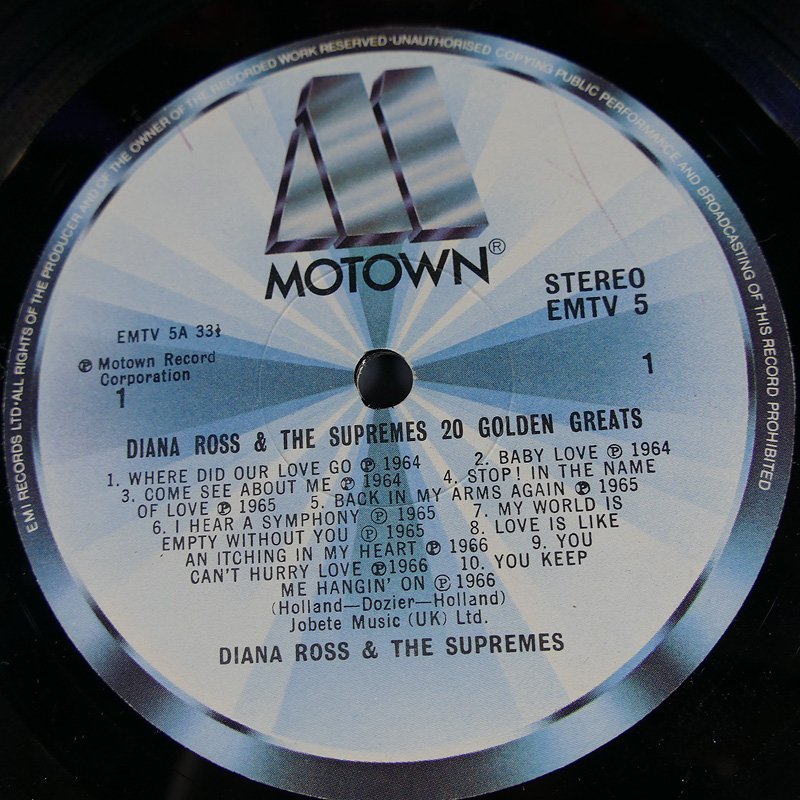 EMI RECORDS LTD·ALL RIGHTS OF THE PRODUCER AND OF THE OWNER OF THE RECORDED WORK RESERVED·UNAUTHORISED COPYING PUBLIC PERFORMANCE AND BROADCASTING OF THIS RECORD PROHIBITED
MOTOWN®
STEREO
EMTV 5
EMTV 5A 33⅓
℗ Motown Record
Corporation
1
1
DIANA ROSS & THE SUPREMES 20 GOLDEN GREATS
1. WHERE DID OUR LOVE GO ℗ 1964 2. BABY LOVE ℗ 1964
3. COME SEE ABOUT ME ℗ 1964 4. STOP! IN THE NAME
OF LOVE ℗ 1965 5. BACK IN MY ARMS AGAIN ℗ 1965
6. I HEAR A SYMPHONY ℗ 1965 7. MY WORLD IS
EMPTY WITHOUT YOU ℗ 1965 8. LOVE IS LIKE
AN ITCHING IN MY HEART ℗ 1966 9. YOU
CAN'T HURRY LOVE ℗1966 10. YOU KEEP
ME HANGIN' ON ℗ 1966
(Holland—Dozier—Holland)
Jobete Music (UK) Ltd.
DIANA ROSS & THE SUPREMES